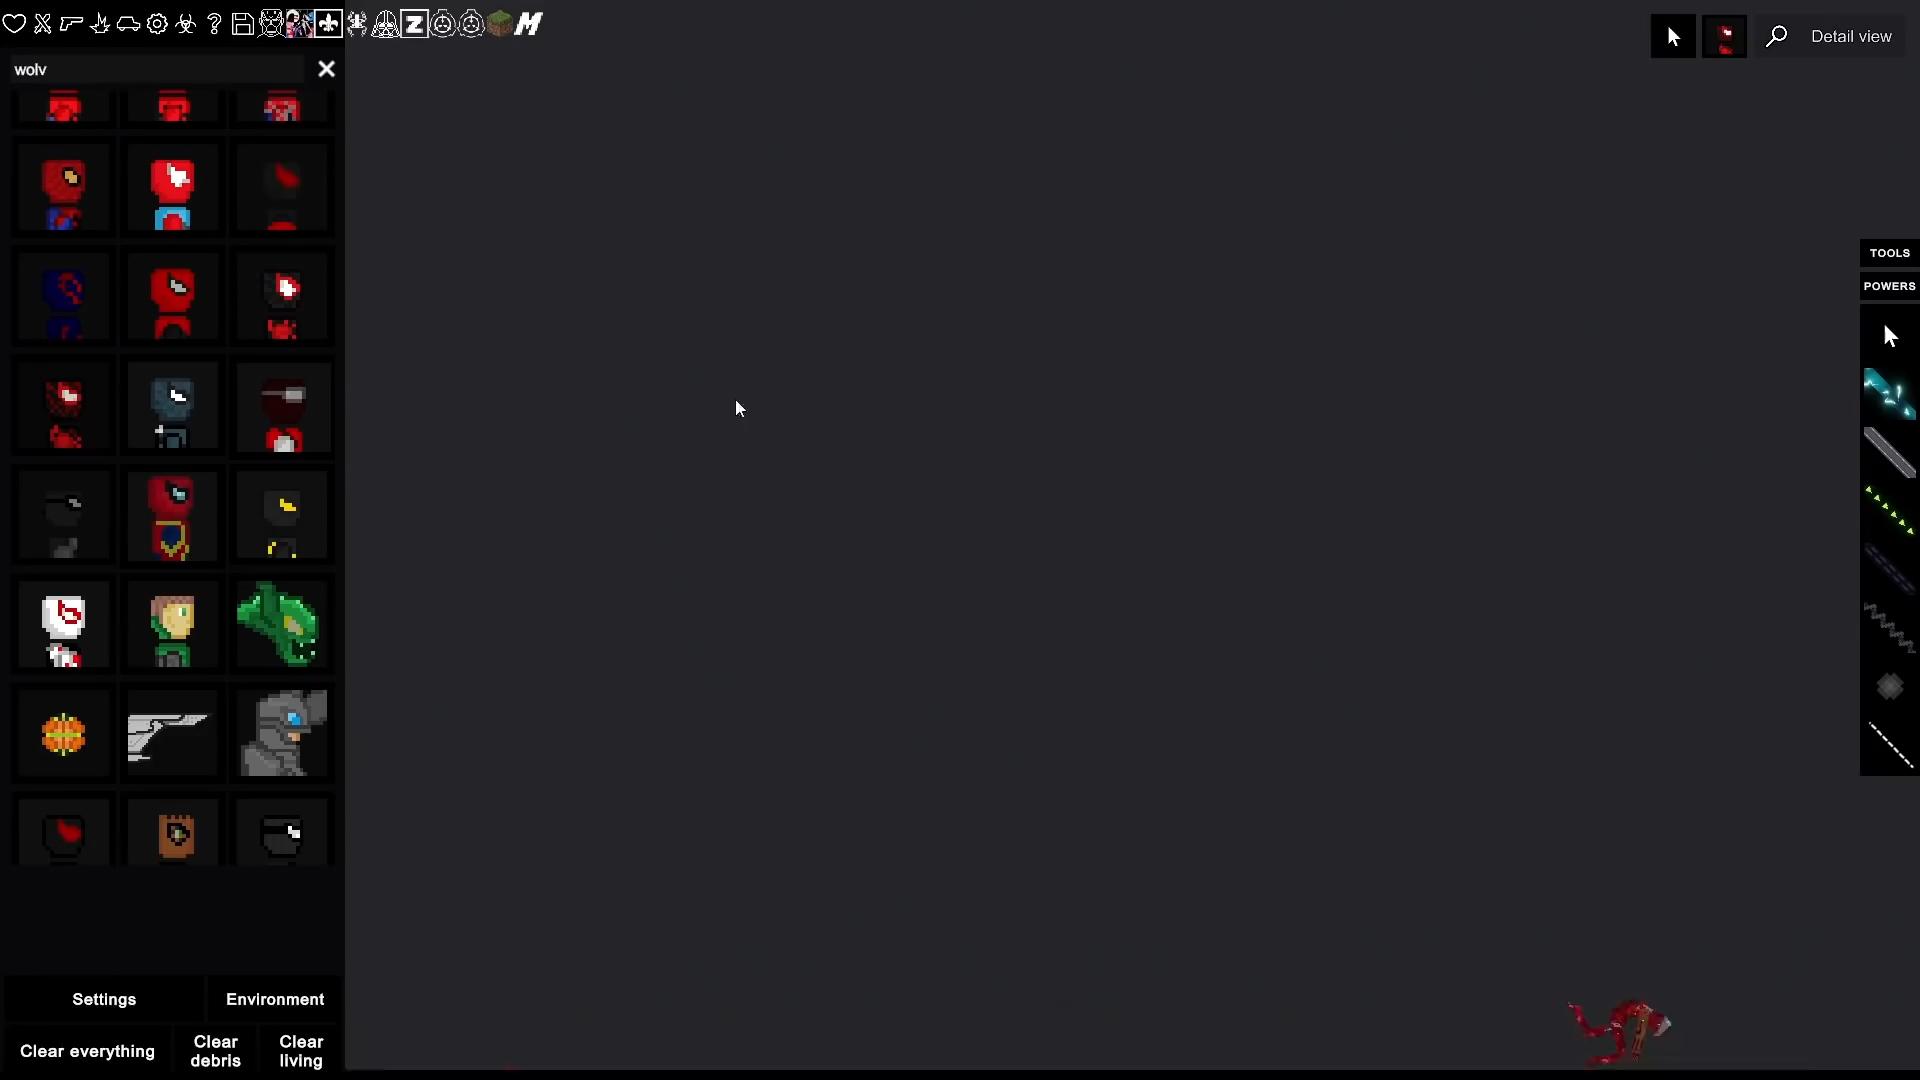 Z
M
wolv
Detail view
TOOLS
POWERS
Settings
Environment
Clear everything
Clear
debris
Clear
living